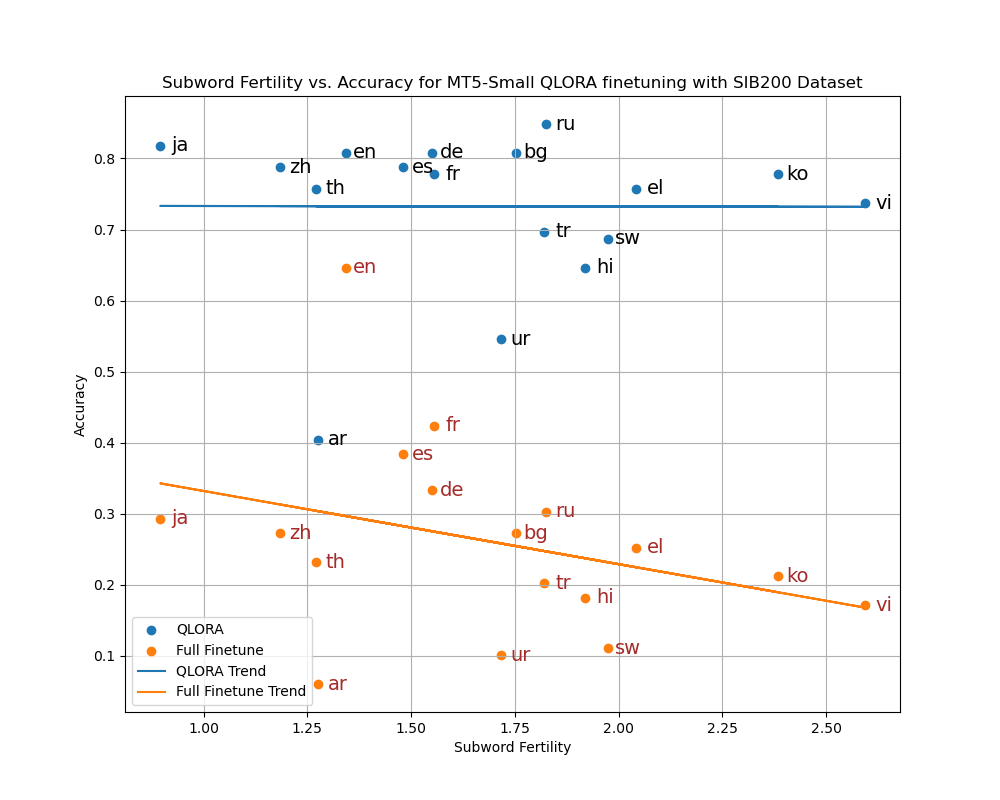 Subword Fertility vs. Accuracy for MT5-Small QLORA finetuning with SIB200 Dataset
Accuracy
0.8
0.7
0.6
0.5
0.4
0.3
0.2
0.1
ru
ja
en
de
bg
zh
es
fr
ko
th
el
vi
tr
sw
hi
en
ur
ar
fr
es
de
ru
ja
zh
bg
el
th
ko
tr
hi
vi
sw
ur
ar
QLORA
Full Finetune
QLORA Trend
Full Finetune Trend
1.00 1.25 1.50 1.75 2.00 2.25 2.50
Subword Fertility